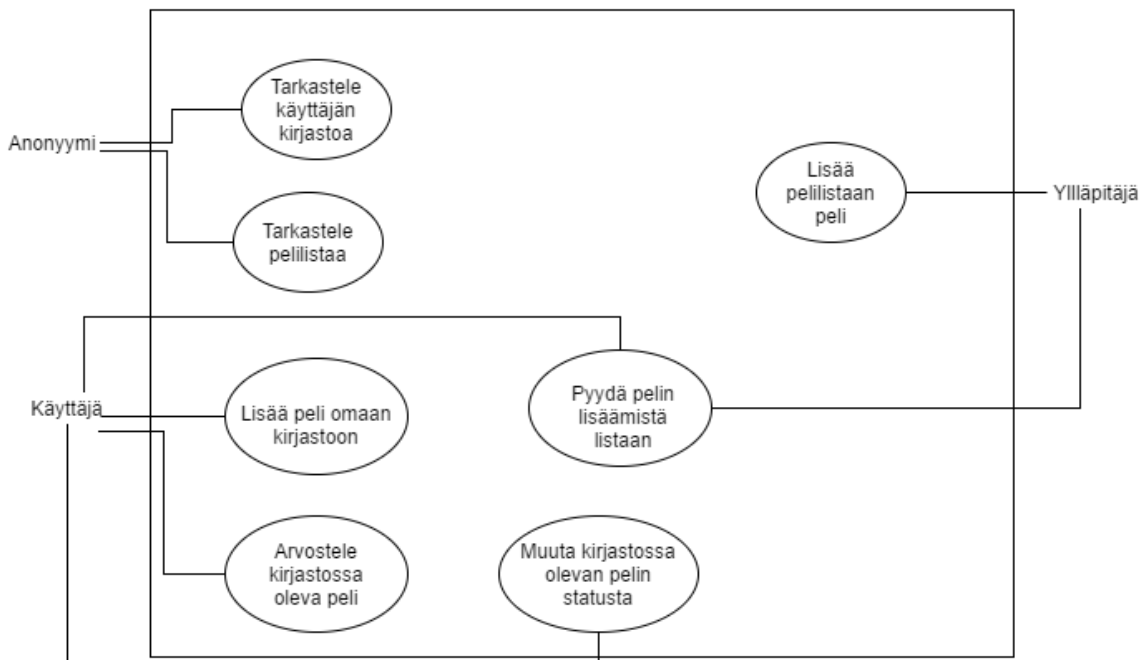 Tarkastele
käyttäjän
kirjastoa
Anonyymi
Tarkastele
pelilistaa
Lisää
pelilistaan
peli
Yllläpitäjä
Käyttäjä
Lisää peli omaan
kirjastoon
Pyydä pelin
lisäämistä
listaan
Arvostele
kirjastossa
oleva peli
Muuta kirjastossa
olevan pelin
statusta